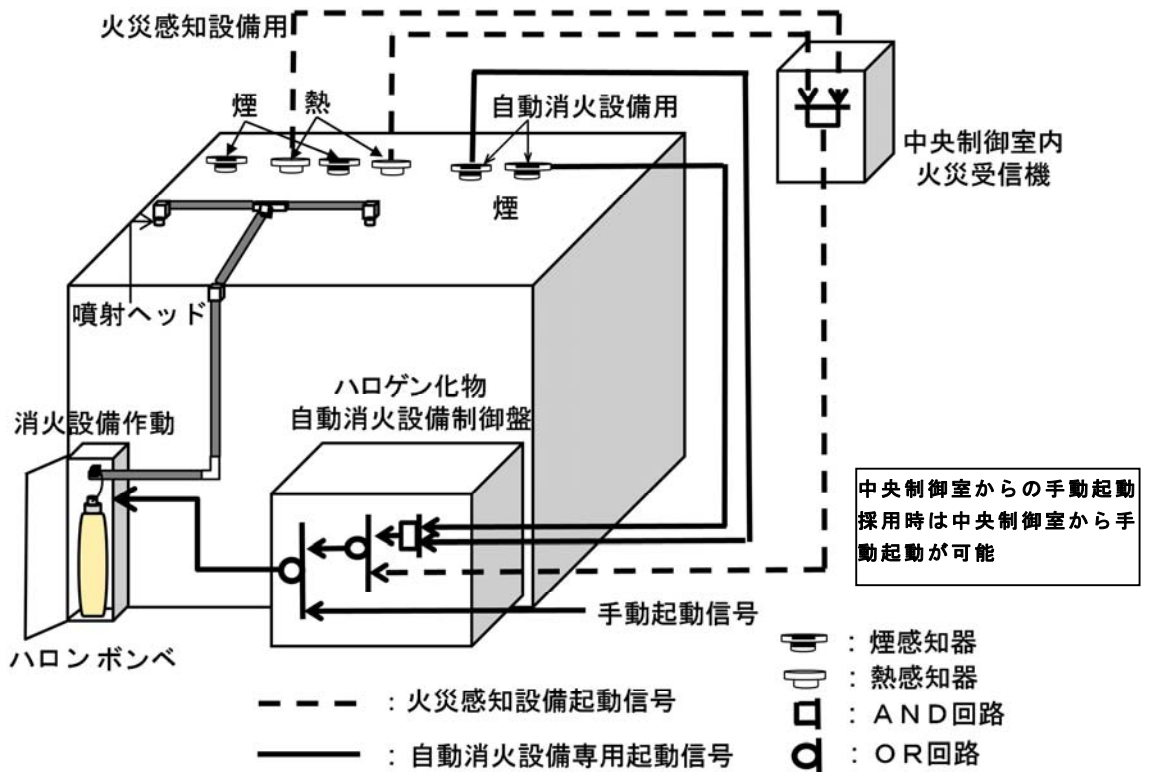 火災感知設備用
煙
熱
自動消火設備用
煙
中央制御室内
火災受信機
噴射ヘッド
ハロゲン化物
自動消火設備制御盤
消火設備作動
中央制御室からの手動起動
採用時は中央制御室から手
動起動が可能
手動起動信号
ハロンボンベ
：煙感知器
：熱感知器
：ＡＮＤ回路
：ＯＲ回路
：火災感知設備起動信号
：自動消火設備専用起動信号